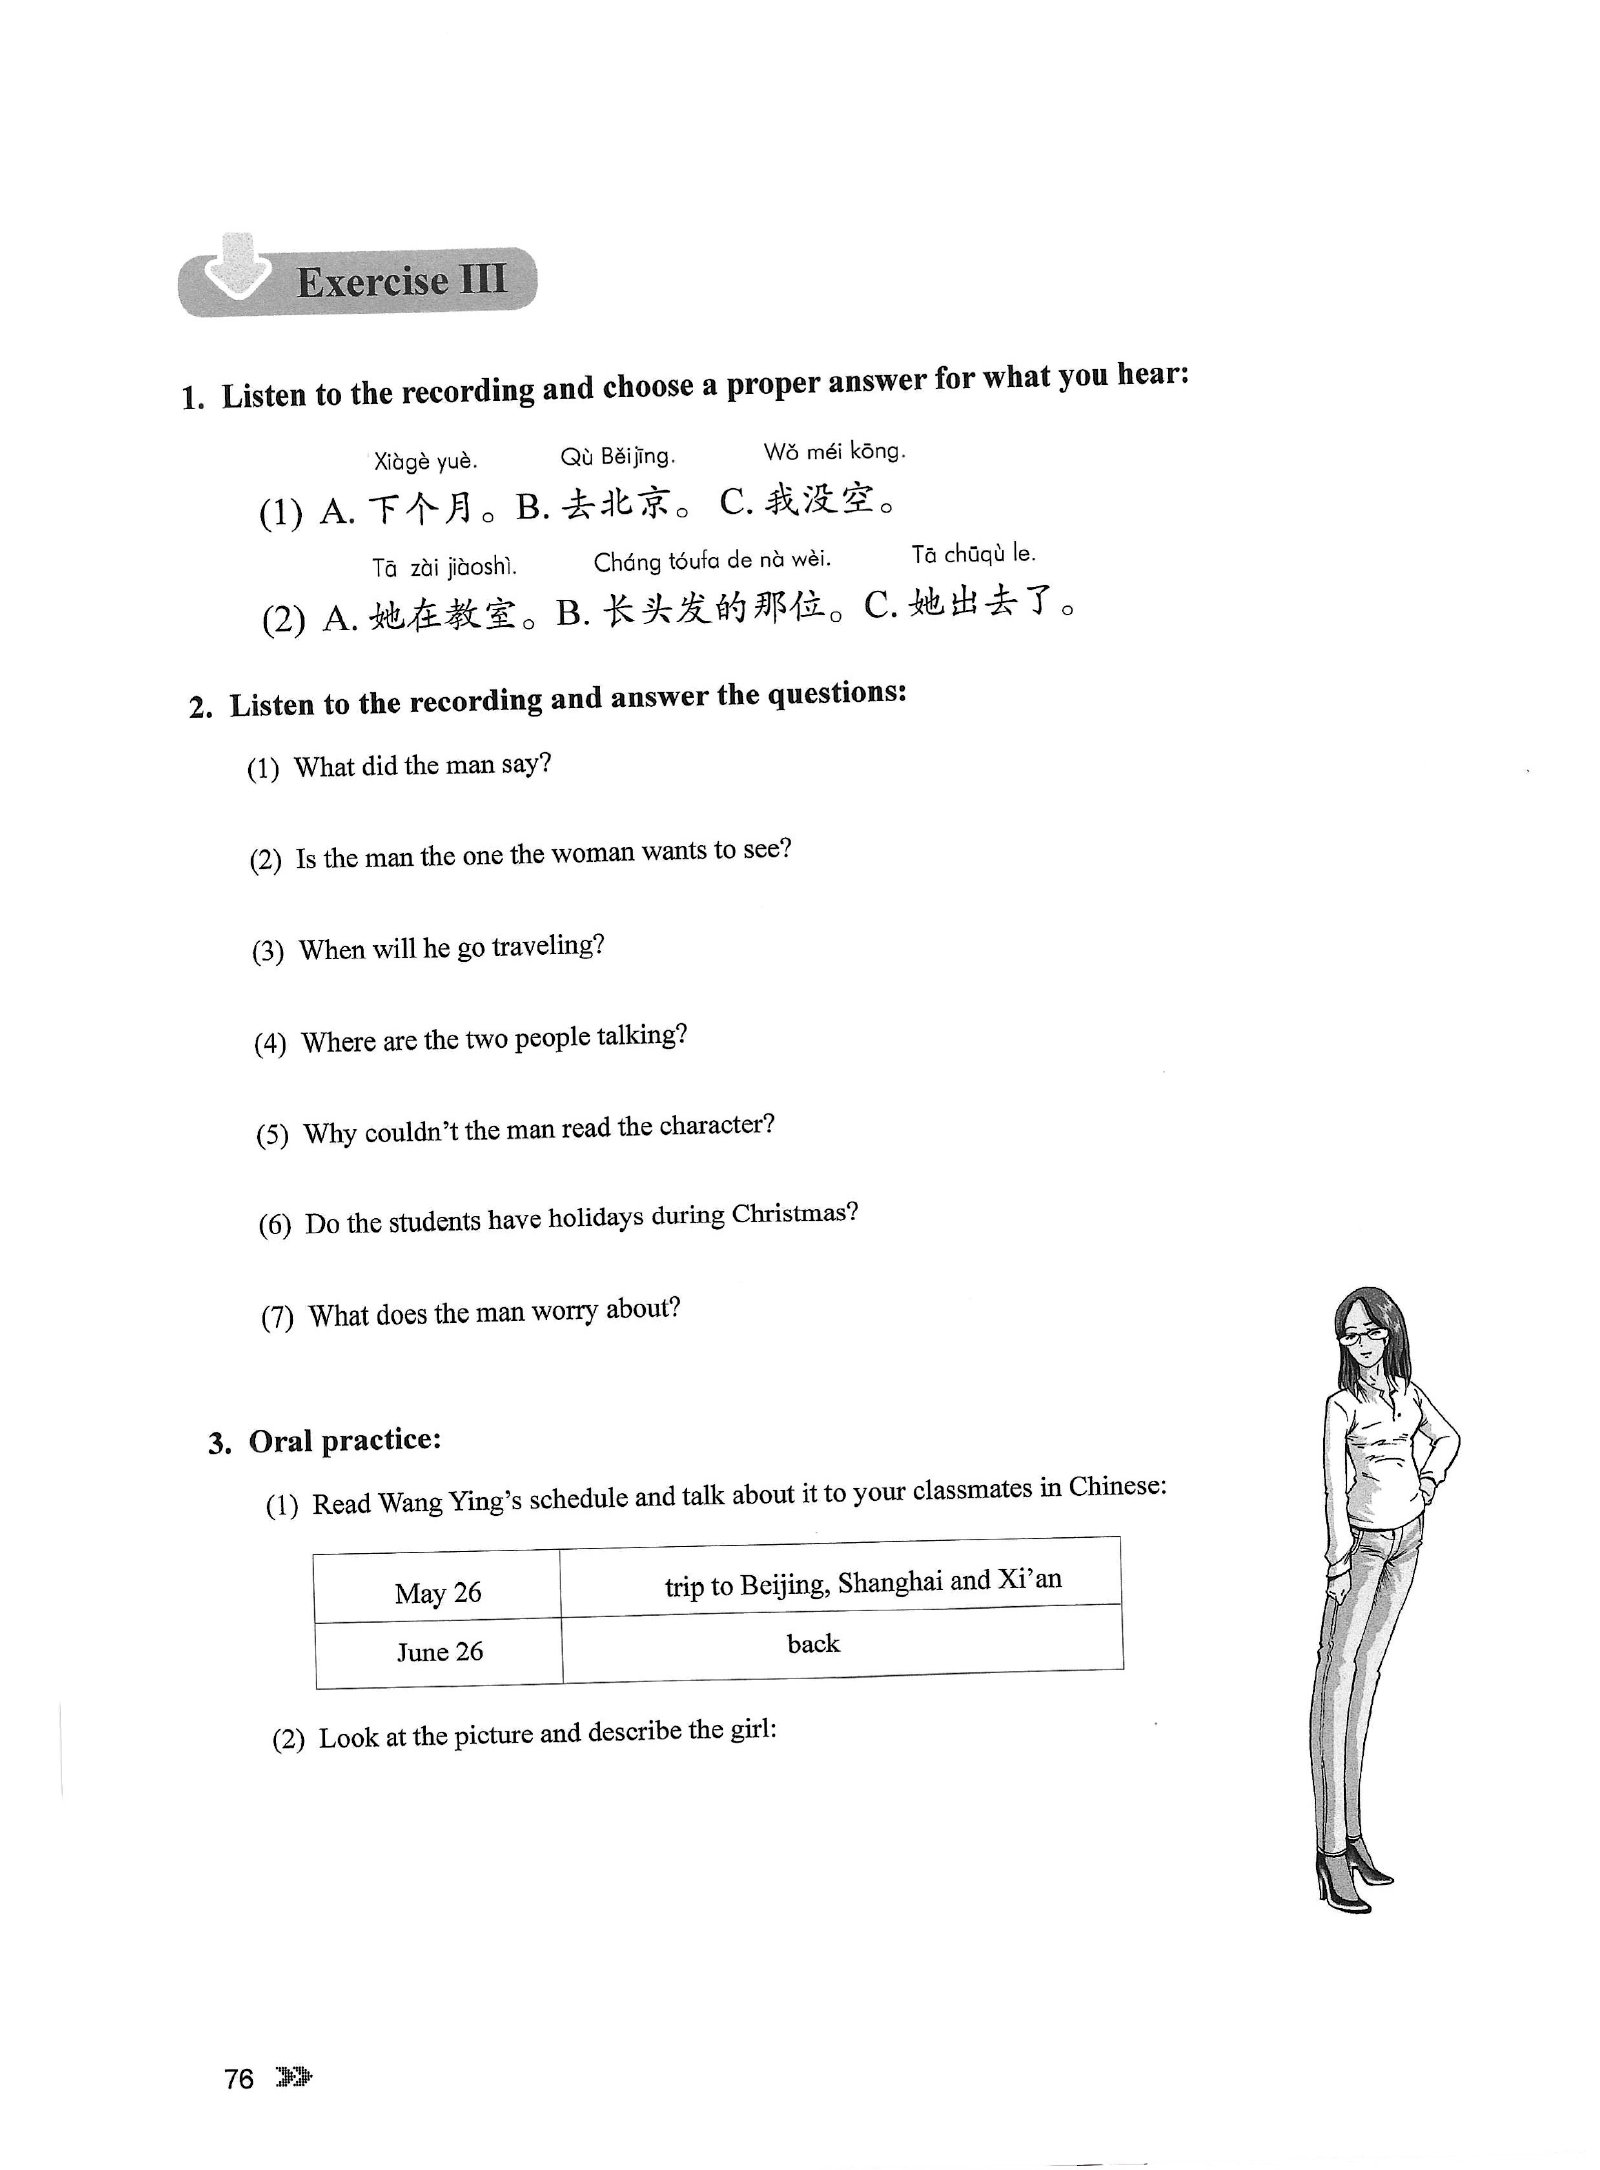 Exercise III
1. Listen to the recording and choose a proper answer for what you hear:
Xiàgè yuè. Qù Běijīng. Wǒ méi kōng.
(1) A. 下个月。 B. 去北京。 C. 我没空。
Tā zài jiàoshì. Cháng tóufa de nà wèi. Tā chūqù le.
(2) A. 她在教室。 B. 长头发的那位。 C. 她出去了。
2. Listen to the recording and answer the questions:
(1) What did the man say?
(2) Is the man the one the woman wants to see?
(3) When will he go traveling?
(4) Where are the two people talking?
(5) Why couldn't the man read the character?
(6) Do the students have holidays during Christmas?
(7) What does the man worry about?
3. Oral practice:
(1) Read Wang Ying's schedule and talk about it to your classmates in Chinese:
May 26 trip to Beijing, Shanghai and Xi'an
June 26 back
(2) Look at the picture and describe the girl:
76